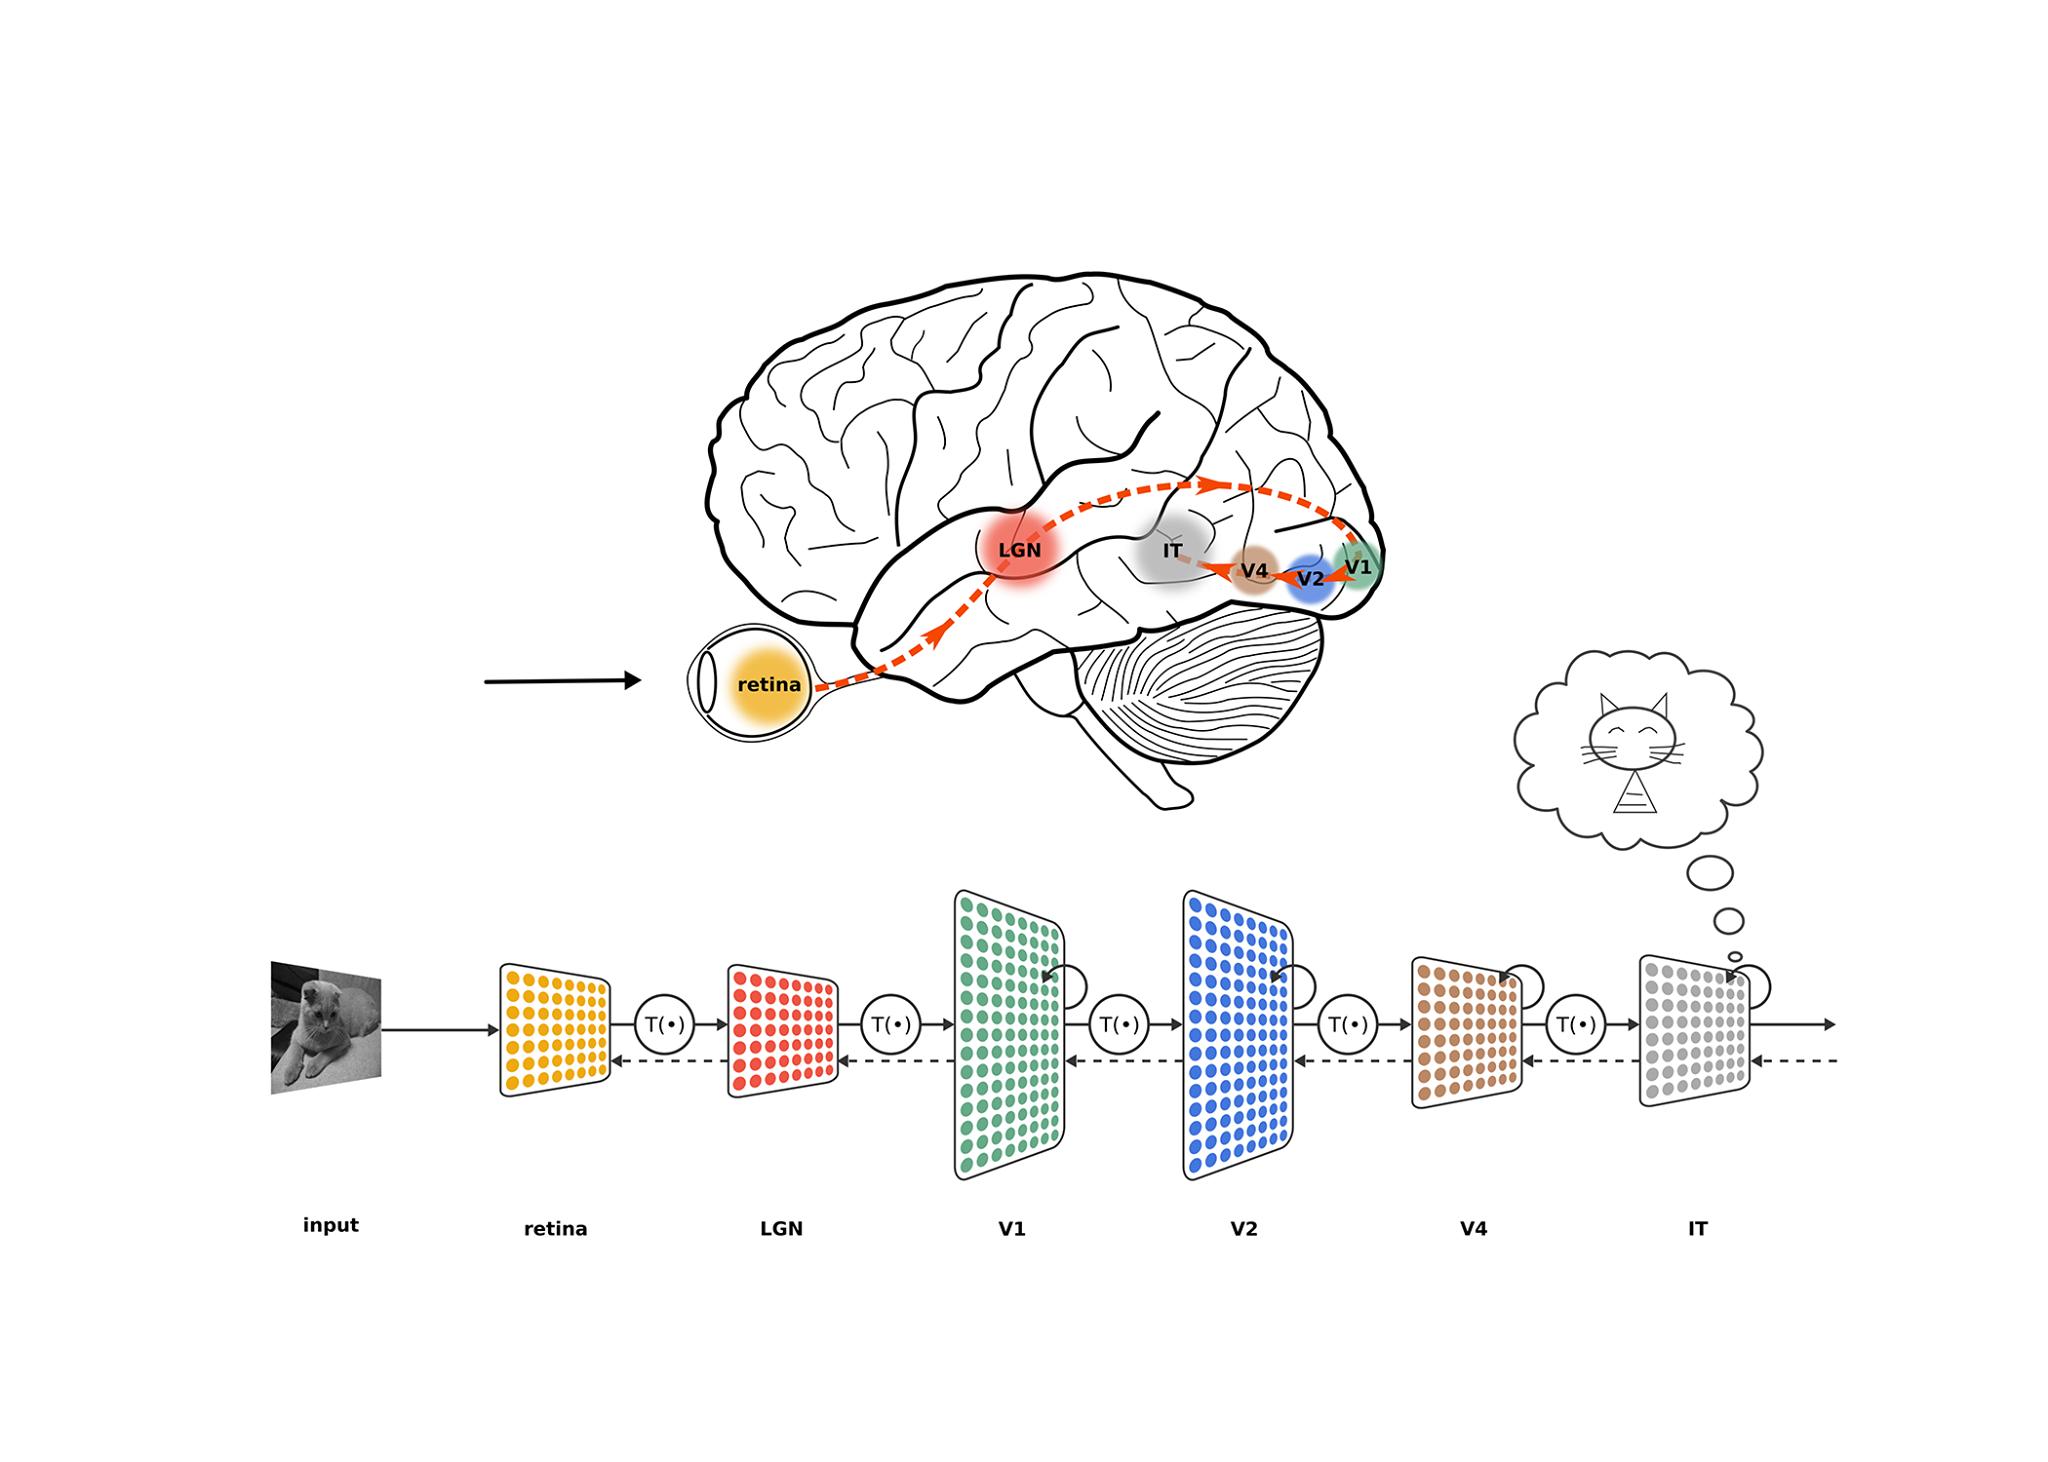 LGN
IT
V4
V2
V1
retina
T(•)
T(•)
T(•)
T(•)
T(•)
input
retina
LGN
V1
V2
V4
IT